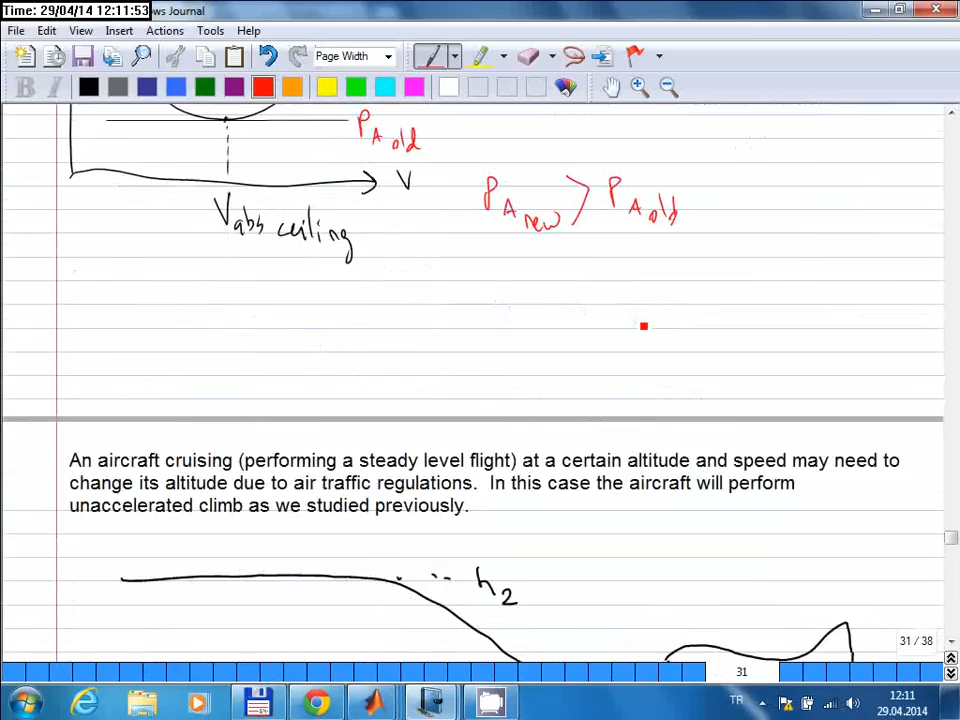 Time: 29/04/14 12:11:53
ws Journal
File Edit View Insert Actions Tools Help
Page Width
B I
P A old
V
V abs ceiling
P A new > P A old
An aircraft cruising (performing a steady level flight) at a certain altitude and speed may need to
change its altitude due to air traffic regulations. In this case the aircraft will perform
unaccelerated climb as we studied previously.
h 2
31 / 38
31
TR
12:11
29.04.2014